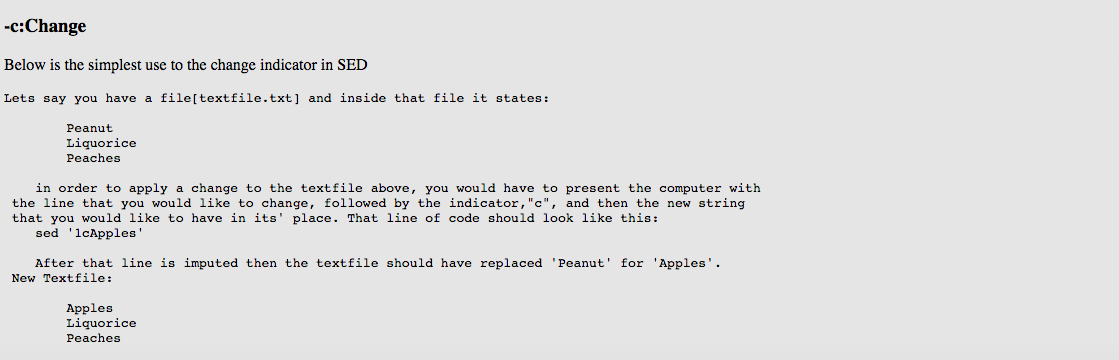 -c:Change
Below is the simplest use to the change indicator in SED
Lets say you have a file[textfile.txt] and inside that file it states:
Peanut
Liquorice
Peaches
in order to apply a change to the textfile above, you would have to present the computer with
the line that you would like to change, followed by the indicator,"c", and then the new string
that you would like to have in its' place. That line of code should look like this:
sed '1cApples'
After that line is imputed then the textfile should have replaced 'Peanut' for 'Apples'.
New Textfile:
Apples
Liquorice
Peaches